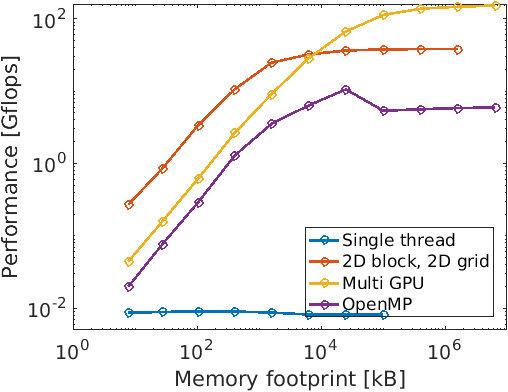 10^2
10^0
10^-2
Performance [Gflops]
Single thread
2D block, 2D grid
Multi GPU
OpenMP
10^0
10^2
10^4
10^6
Memory footprint [kB]